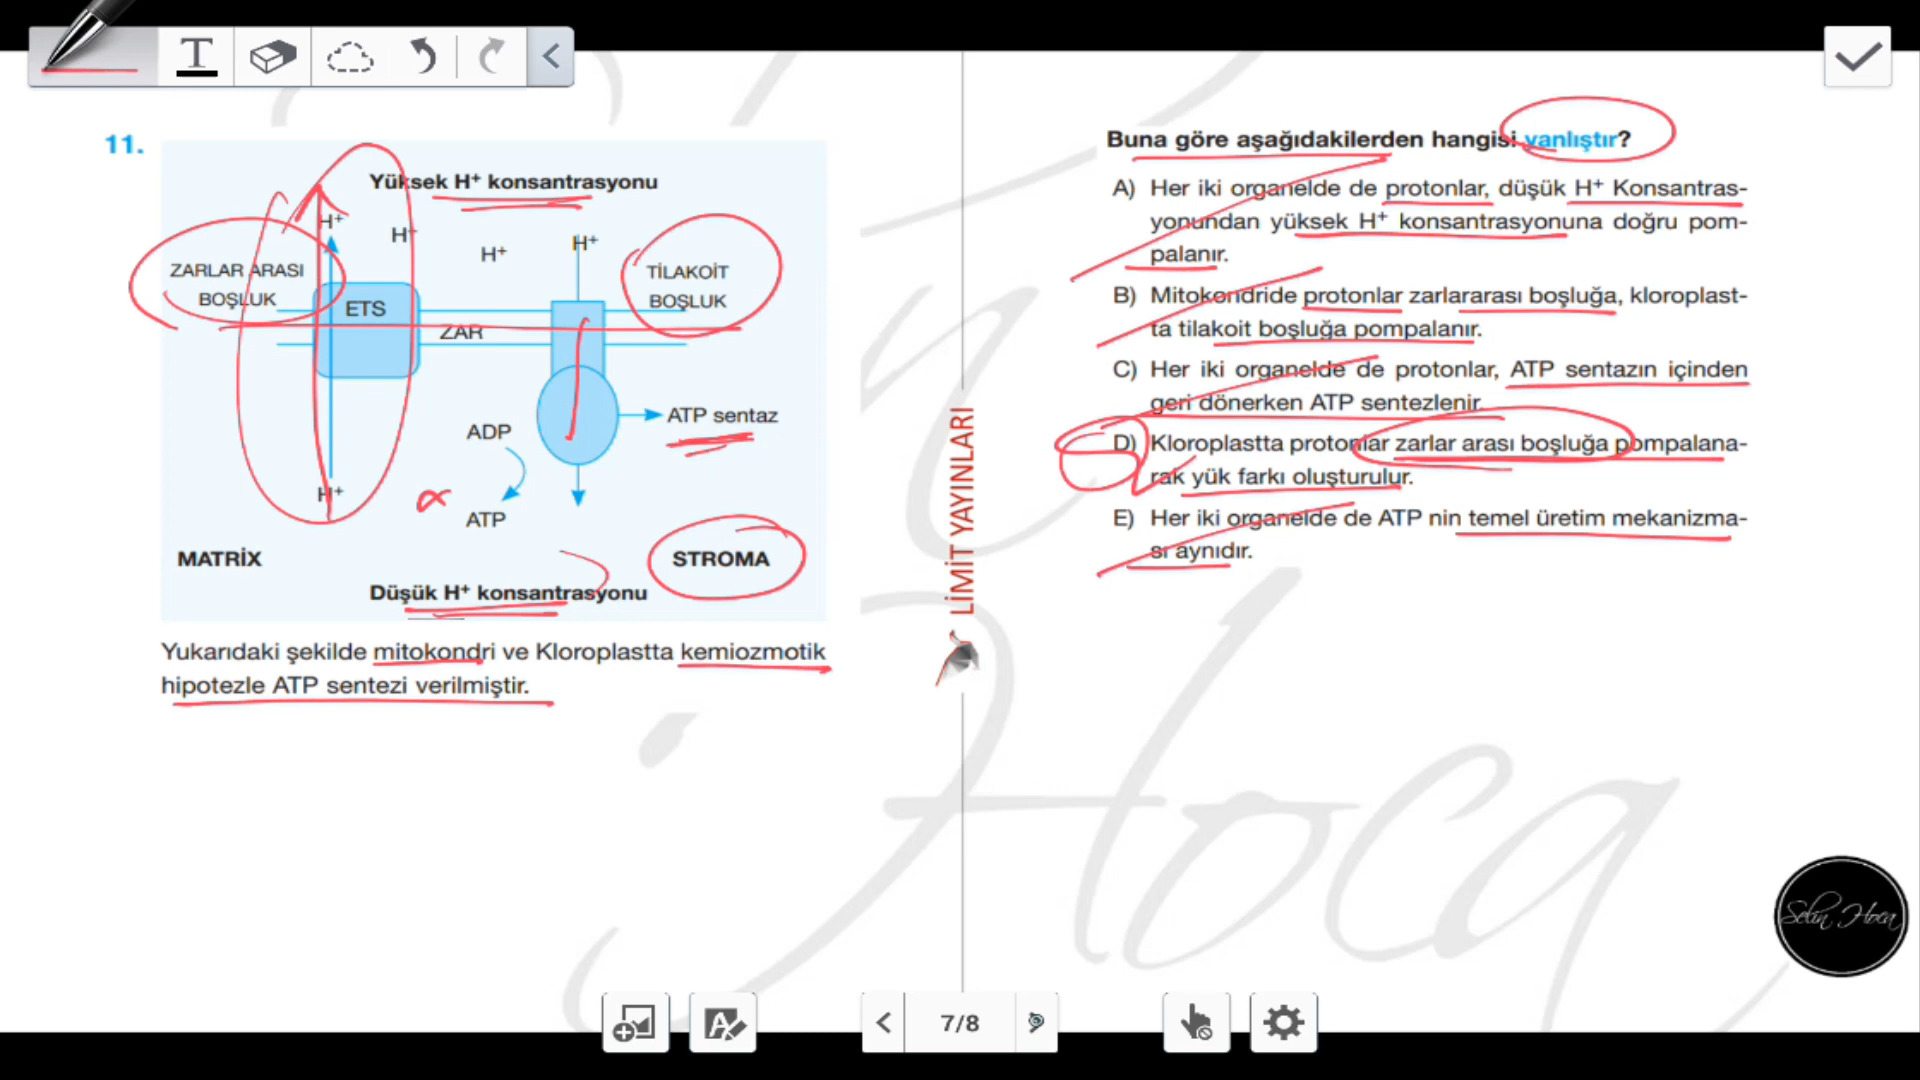 T
11.
Yüksek H+ konsantrasyonu
H+
H+
H+
H+
ZARLAR ARASI
BOŞLUK
TİLAKOİT
BOŞLUK
ETS
ZAR
ATP sentaz
ADP
H+
ATP
MATRİX
STROMA
Düşük H+ konsantrasyonu
Yukarıdaki şekilde mitokondri ve Kloroplastta kemiozmotik
hipotezle ATP sentezi verilmiştir.
LİMİT YAYINLARI
Buna göre aşağıdakilerden hangisi yanlıştır?
A) Her iki organelde de protonlar, düşük H+ Konsantras-
yonundan yüksek H+ konsantrasyonuna doğru pom-
palanır.
B) Mitokondride protonlar zarlararası boşluğa, kloroplast-
ta tilakoit boşluğa pompalanır.
C) Her iki organelde de protonlar, ATP sentazın içinden
geri dönerken ATP sentezlenir.
D) Kloroplastta protonlar zarlar arası boşluğa pompalana-
rak yük farkı oluşturulur.
E) Her iki organelde de ATP nin temel üretim mekanizma-
sı aynıdır.
Hoca
Selin Hoca
A
7/8